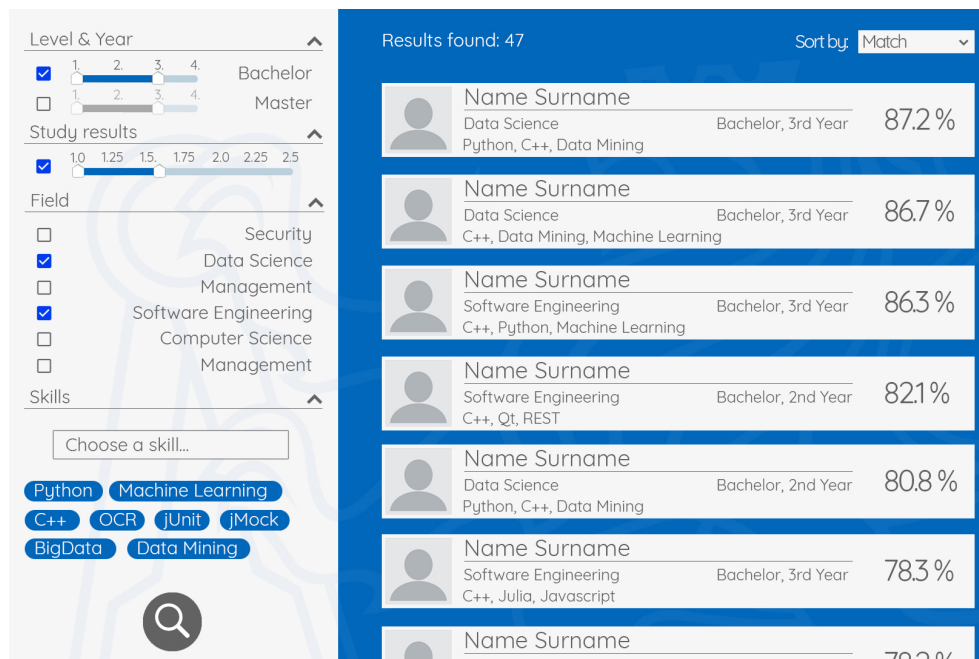 Level & Year
1. 2. 3. 4.
Bachelor
1. 2. 3. 4.
Master
Study results
1.0 1.25 1.5. 1.75 2.0 2.25 2.5
Field
Security
Data Science
Management
Software Engineering
Computer Science
Management
Skills
Choose a skill...
Python Machine Learning
C++ OCR jUnit jMock
BigData Data Mining
Results found: 47
Sort by: Match
Name Surname
Data Science Bachelor, 3rd Year 87.2 %
Python, C++, Data Mining
Name Surname
Data Science Bachelor, 3rd Year 86.7 %
C++, Data Mining, Machine Learning
Name Surname
Software Engineering Bachelor, 3rd Year 86.3 %
C++, Python, Machine Learning
Name Surname
Software Engineering Bachelor, 2nd Year 82.1 %
C++, Qt, REST
Name Surname
Data Science Bachelor, 2nd Year 80.8 %
Python, C++, Data Mining
Name Surname
Software Engineering Bachelor, 3rd Year 78.3 %
C++, Julia, Javascript
Name Surname